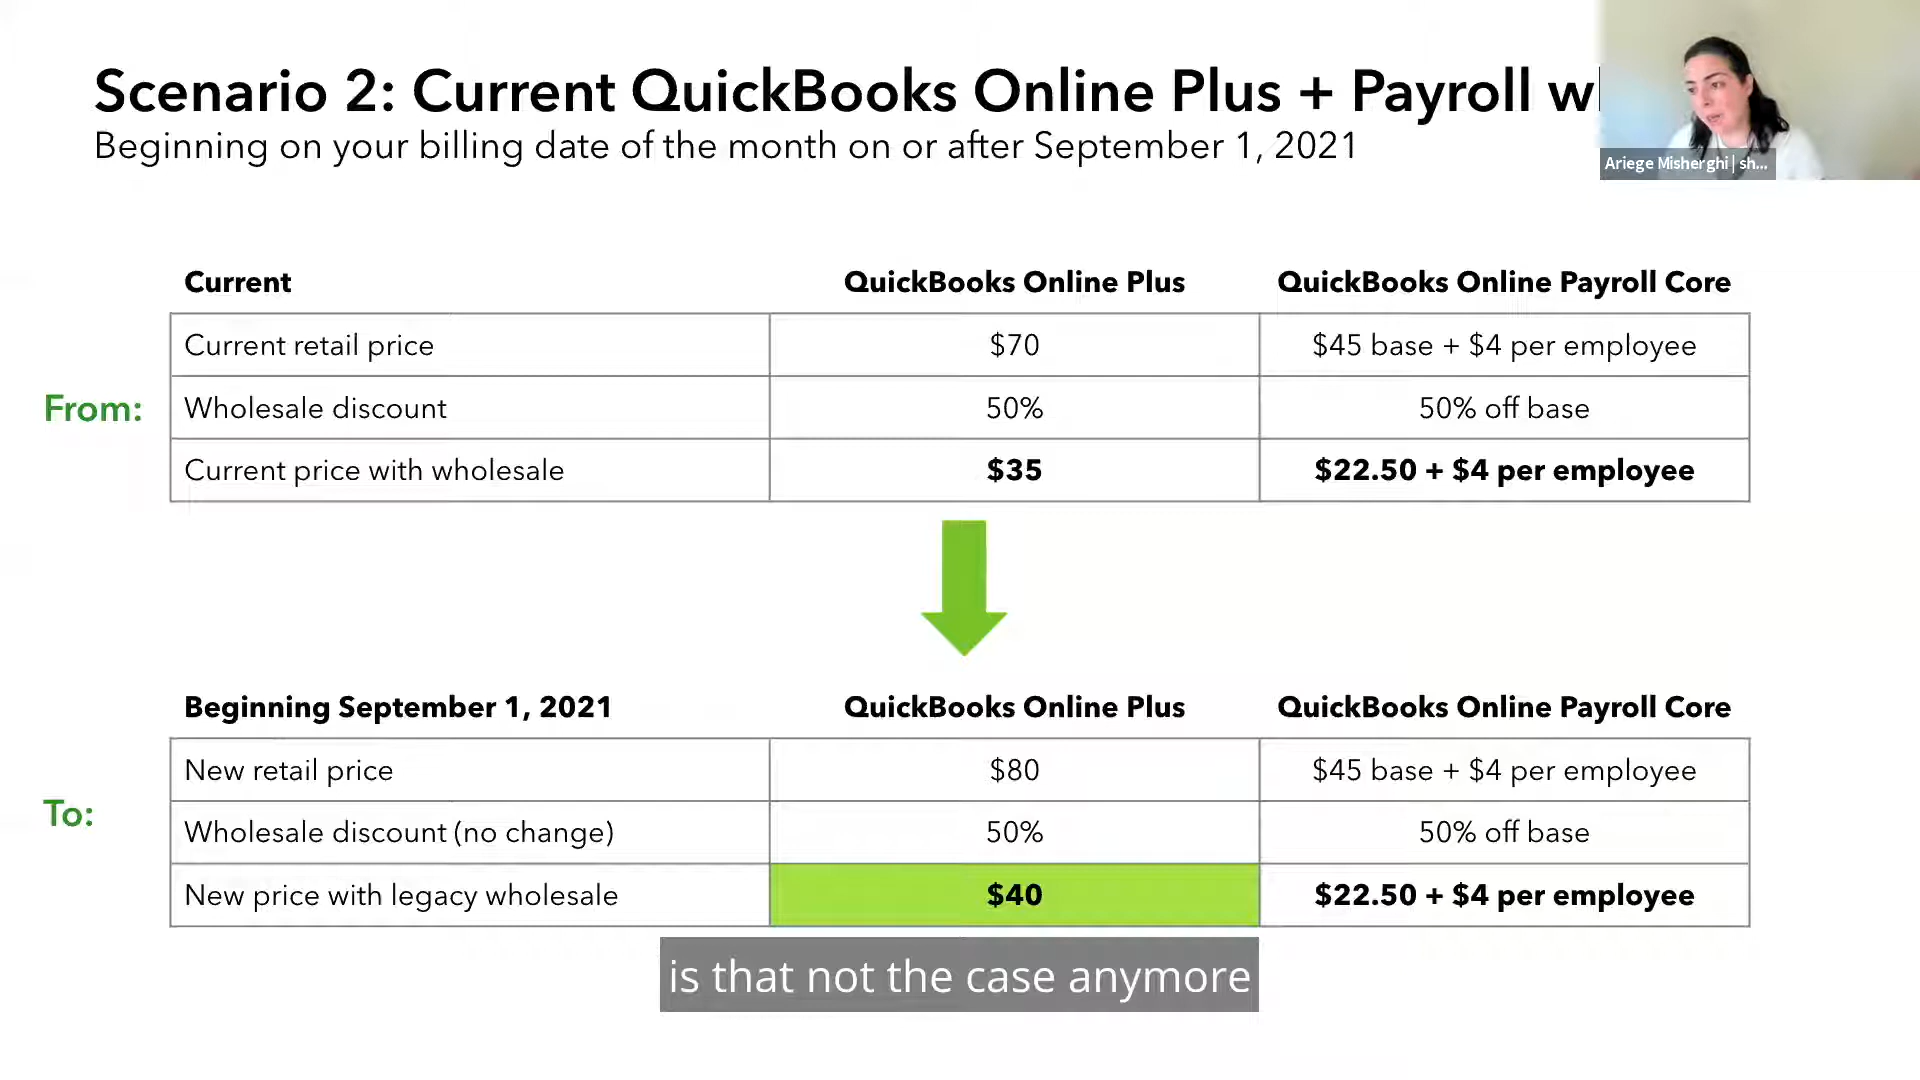 Scenario 2: Current QuickBooks Online Plus + Payroll
Beginning on your billing date of the month on or after September 1, 2021
Ariege Misherghi | sh...
Current QuickBooks Online Plus QuickBooks Online Payroll Core
Current retail price $70 $45 base + $4 per employee
From:
Wholesale discount 50% 50% off base
Current price with wholesale $35 $22.50 + $4 per employee
Beginning September 1, 2021 QuickBooks Online Plus QuickBooks Online Payroll Core
New retail price $80 $45 base + $4 per employee
To:
Wholesale discount (no change) 50% 50% off base
New price with legacy wholesale $40 $22.50 + $4 per employee
is that not the case anymore